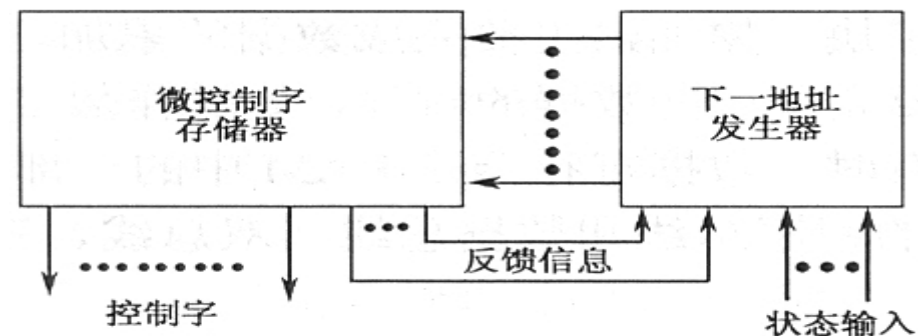 微控制字
存储器
下一地址
发生器
反馈信息
控制字
状态输入